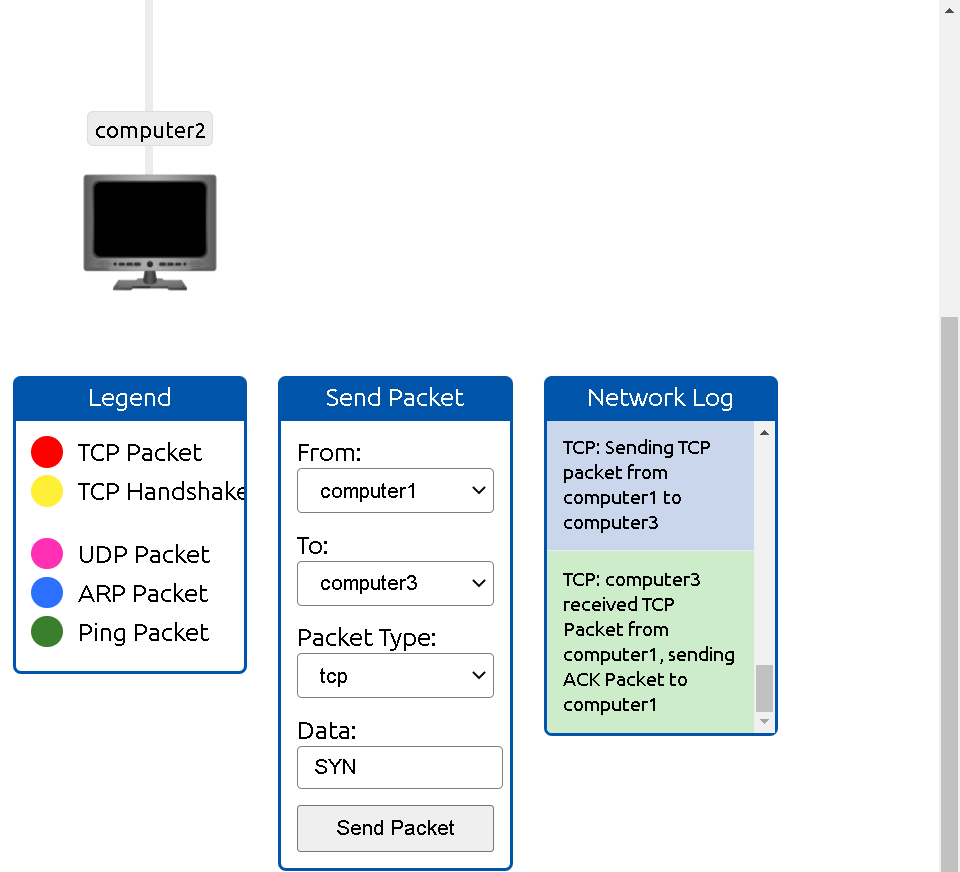 computer2
Legend
TCP Packet
TCP Handshake
UDP Packet
ARP Packet
Ping Packet
Send Packet
From:
computer1
To:
computer3
Packet Type:
tcp
Data:
SYN
Send Packet
Network Log
TCP: Sending TCP
packet from
computer1 to
computer3
TCP: computer3
received TCP
Packet from
computer1, sending
ACK Packet to
computer1